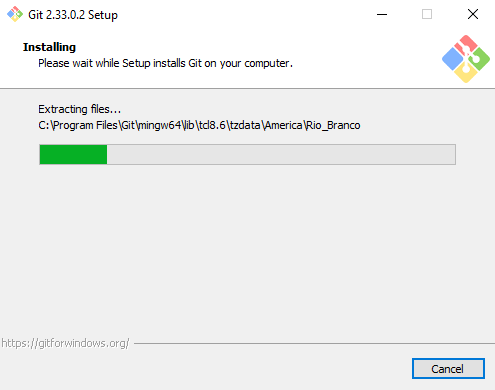 Git 2.33.0.2 Setup
Installing
Please wait while Setup installs Git on your computer.
Extracting files...
C:\Program Files\Git\mingw64\lib\tcl8.6\tzdata\America\Rio_Branco
https://gitforwindows.org/
Cancel